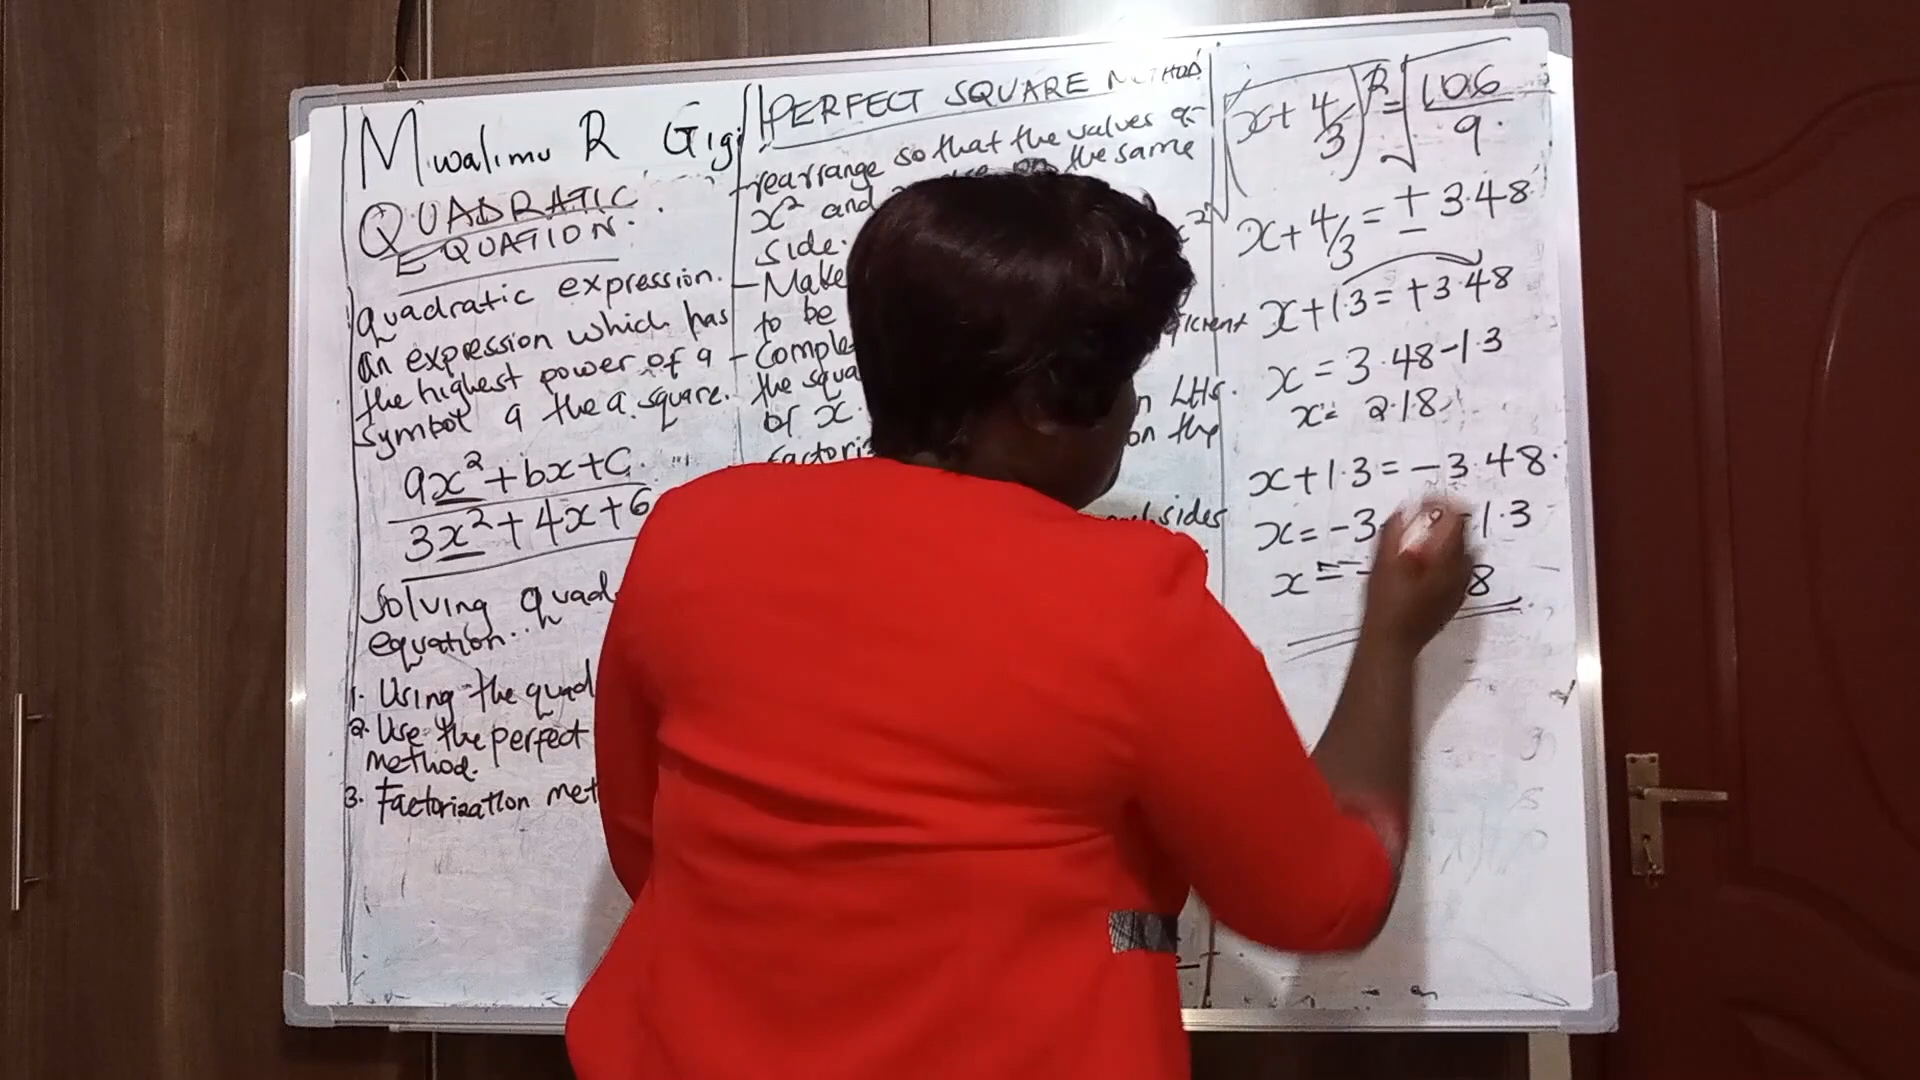 Mwalimu R Gigi
QUADRATIC
EQUATION.
Quadratic expression.
An expression which has
the highest power of a
symbol a the a square.
ax² + bx + C.
3x² + 4x + 6
Solving quad
equation..
1. Using the quad
2. Use the perfect
method.
3. Factorization met
PERFECT SQUARE METHOD
- rearrange so that the values of
x² and the same
side.
- Make
to be
- Comple
the squa
of x. on LHS.
Factori on the
sides
(x + 4/3)² = √106/9
x + 4/3 = ± 3.48
x + 1.3 = +3.48
x = 3.48 - 1.3
x = 2.18
x + 1.3 = -3.48
x = -3 - 1.3
x = - 8